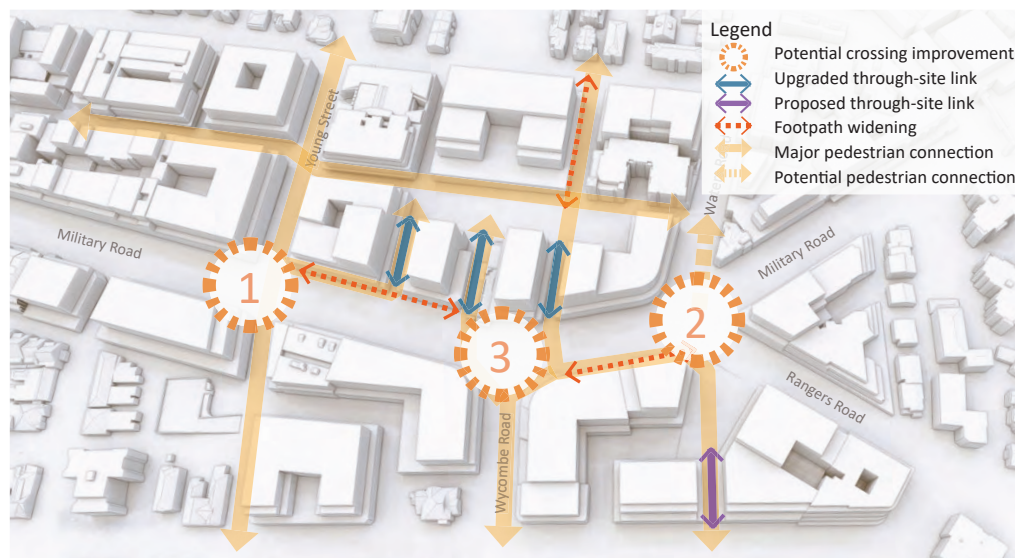 Legend
Potential crossing improvement
Upgraded through-site link
Proposed through-site link
Footpath widening
Major pedestrian connection
Potential pedestrian connection
Young Street
Military Road
Military Road
1
2
3
Rangers Road
Wycombe Road